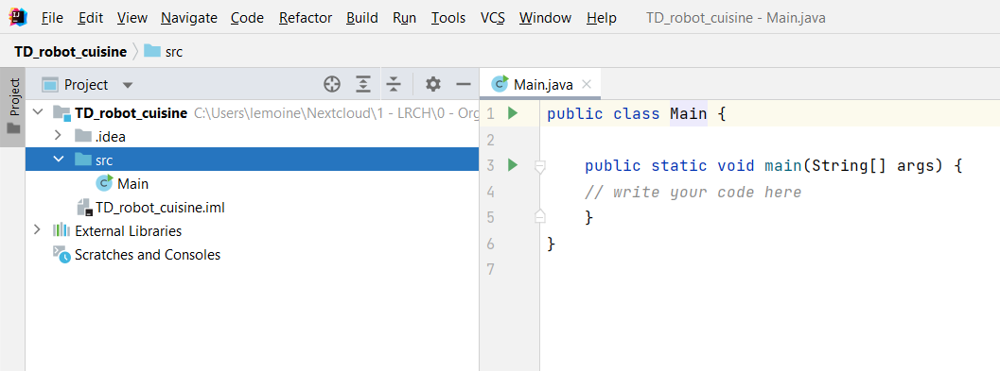 File Edit View Navigate Code Refactor Build Run Tools VCS Window Help TD_robot_cuisine - Main.java
TD_robot_cuisine src
Project
Project
Main.java
TD_robot_cuisine C:\Users\lemoine\Nextcloud\1 - LRCH\0 - Org
.idea
src
Main
TD_robot_cuisine.iml
External Libraries
Scratches and Consoles
1 public class Main {
2
3 public static void main(String[] args) {
4 // write your code here
5 }
6 }
7